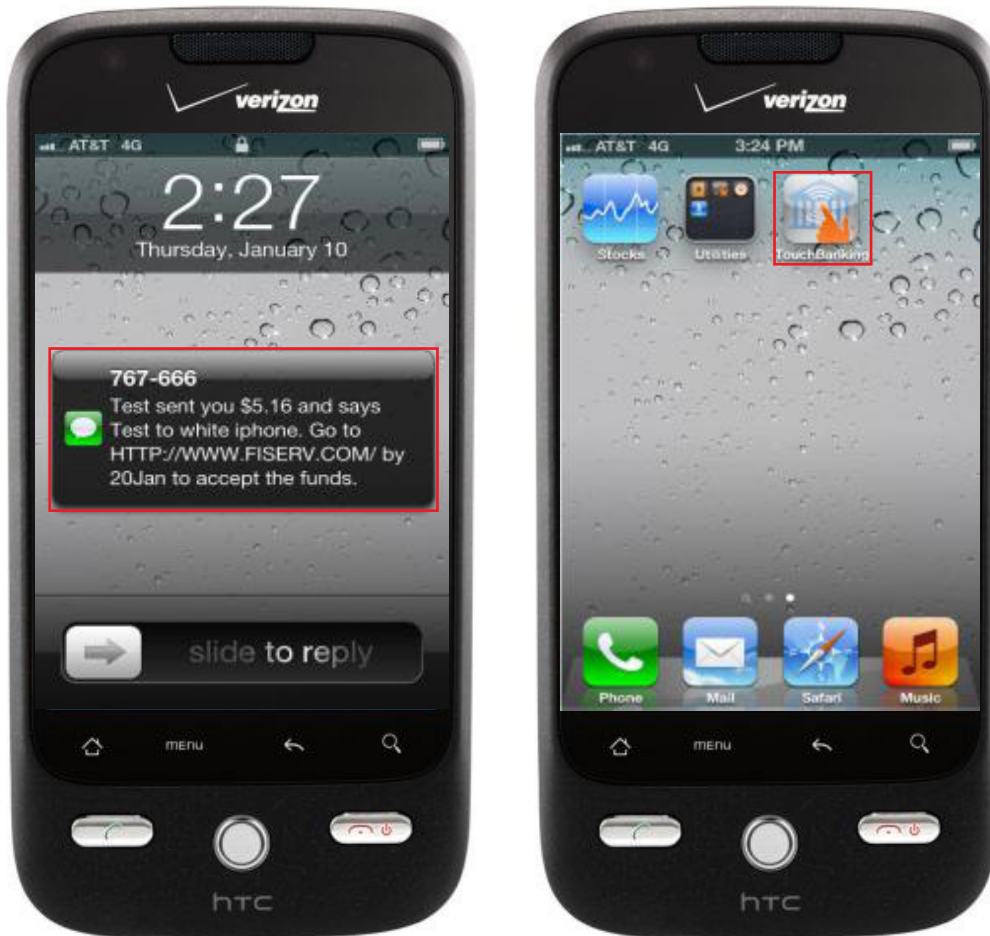 verizon
AT&T 4G
2:27
Thursday, January 10
767-666
Test sent you $5.16 and says
Test to white iphone. Go to
HTTP://WWW.FISERV.COM/ by
20Jan to accept the funds.
slide to reply
MENU
hTC
verizon
AT&T 4G 3:24 PM
Stocks Utilities TouchBanking
Phone Mail Safari Music
MENU
hTC